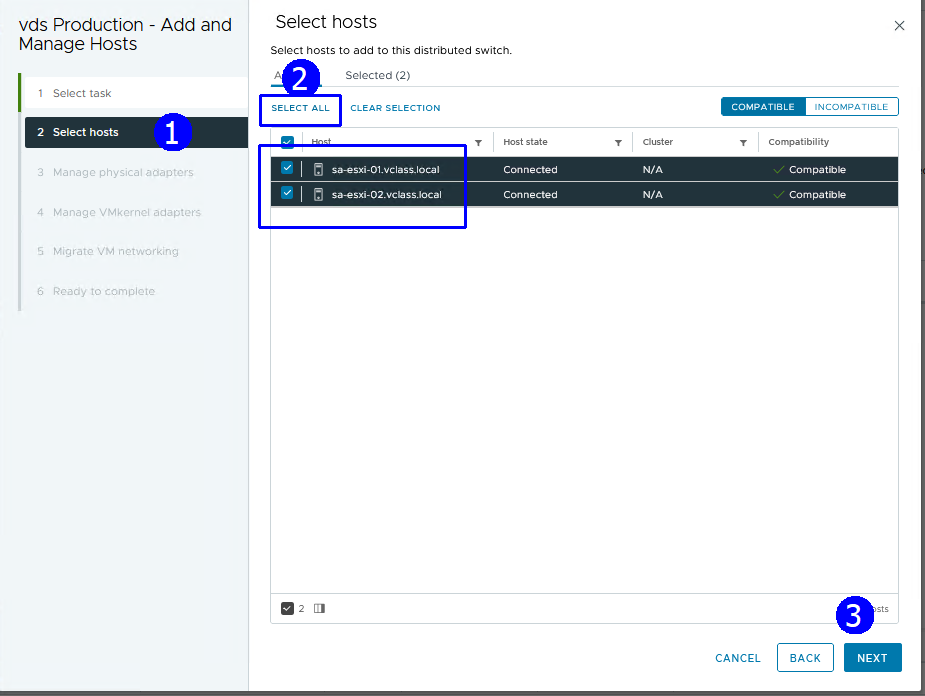 vds Production - Add and
Manage Hosts
1 Select task
2 Select hosts
1
3 Manage physical adapters
4 Manage VMkernel adapters
5 Migrate VM networking
6 Ready to complete
Select hosts
Select hosts to add to this distributed switch.
2
Selected (2)
SELECT ALL CLEAR SELECTION
COMPATIBLE INCOMPATIBLE
Host Host state Cluster Compatibility
sa-esxi-01.vclass.local Connected N/A Compatible
sa-esxi-02.vclass.local Connected N/A Compatible
2
3
CANCEL BACK NEXT